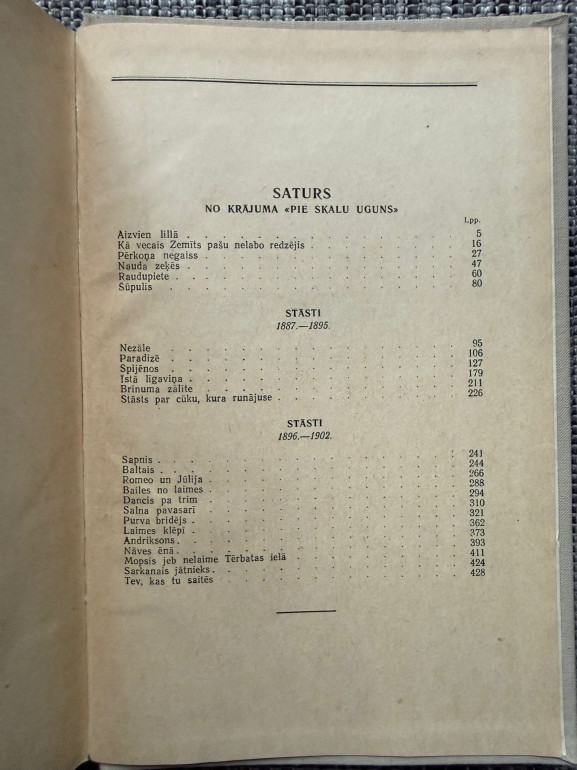 SATURS
NO KRĀJUMA «PIE SKALU UGUNS»
Lpp.
Aizvien lillā . . . . . . . . . . 5
Kā vecais Zemīts pašu nelabo redzējis . . . . . . 16
Pērkoņa negaiss . . . . . . . . . . 27
Nauda zeķēs . . . . . . . . . . 47
Raudupiete . . . . . . . . . . 60
Šūpulis . . . . . . . . . . 80
STĀSTI
1887.—1895.
Nezāle . . . . . . . . . . 95
Paradīzē . . . . . . . . . . 106
Spijēnos . . . . . . . . . . 127
Īstā līgaviņa . . . . . . . . . . 179
Brīnuma zālīte . . . . . . . . . . 211
Stāsts par cūku, kura runājuse . . . . . . . 226
STĀSTI
1896.—1902.
Sapnis . . . . . . . . . . 241
Baltais . . . . . . . . . . 244
Romeo un Jūlija . . . . . . . . . . 266
Bailes no laimes . . . . . . . . . . 288
Dancis pa trim . . . . . . . . . . 294
Salna pavasarī . . . . . . . . . . 310
Purva bridējs . . . . . . . . . . 321
Laimes klēpī . . . . . . . . . . 362
Andriksons . . . . . . . . . . 373
Nāves ēnā . . . . . . . . . . 393
Mopsis jeb nelaime Tērbatas ielā . . . . . . . 411
Sarkanais jātnieks . . . . . . . . . . 424
Tev, kas tu saitēs . . . . . . . . . . 428